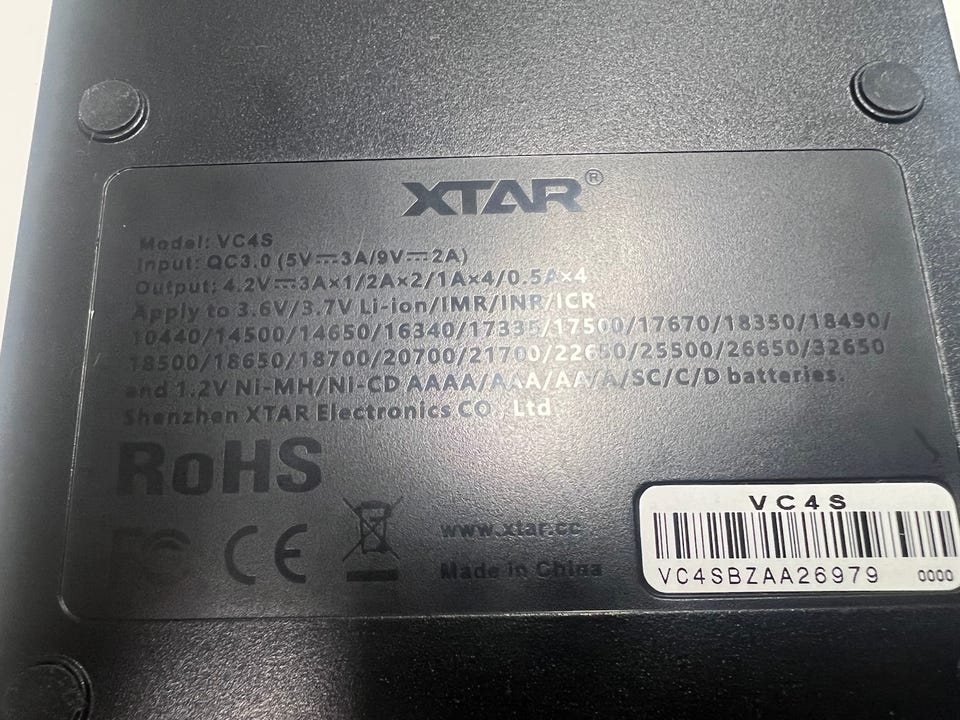 XTAR®
Model: VC4S
Input: QC3.0 (5V⎓3A/9V⎓2A)
Output: 4.2V⎓3A×1/2A×2/1A×4/0.5A×4
Apply to 3.6V/3.7V Li-ion/IMR/INR/ICR
10440/14500/14650/16340/17335/17500/17670/18350/18490/
18500/18650/18700/20700/21700/22650/25500/26650/32650
and 1.2V Ni-MH/Ni-CD AAAA/AAA/AA/A/SC/C/D batteries.
Shenzhen XTAR Electronics CO , Ltd
RoHS
FC CE
www.xtar.cc
Made in China
VC4S
VC4SBZAA26979 0000